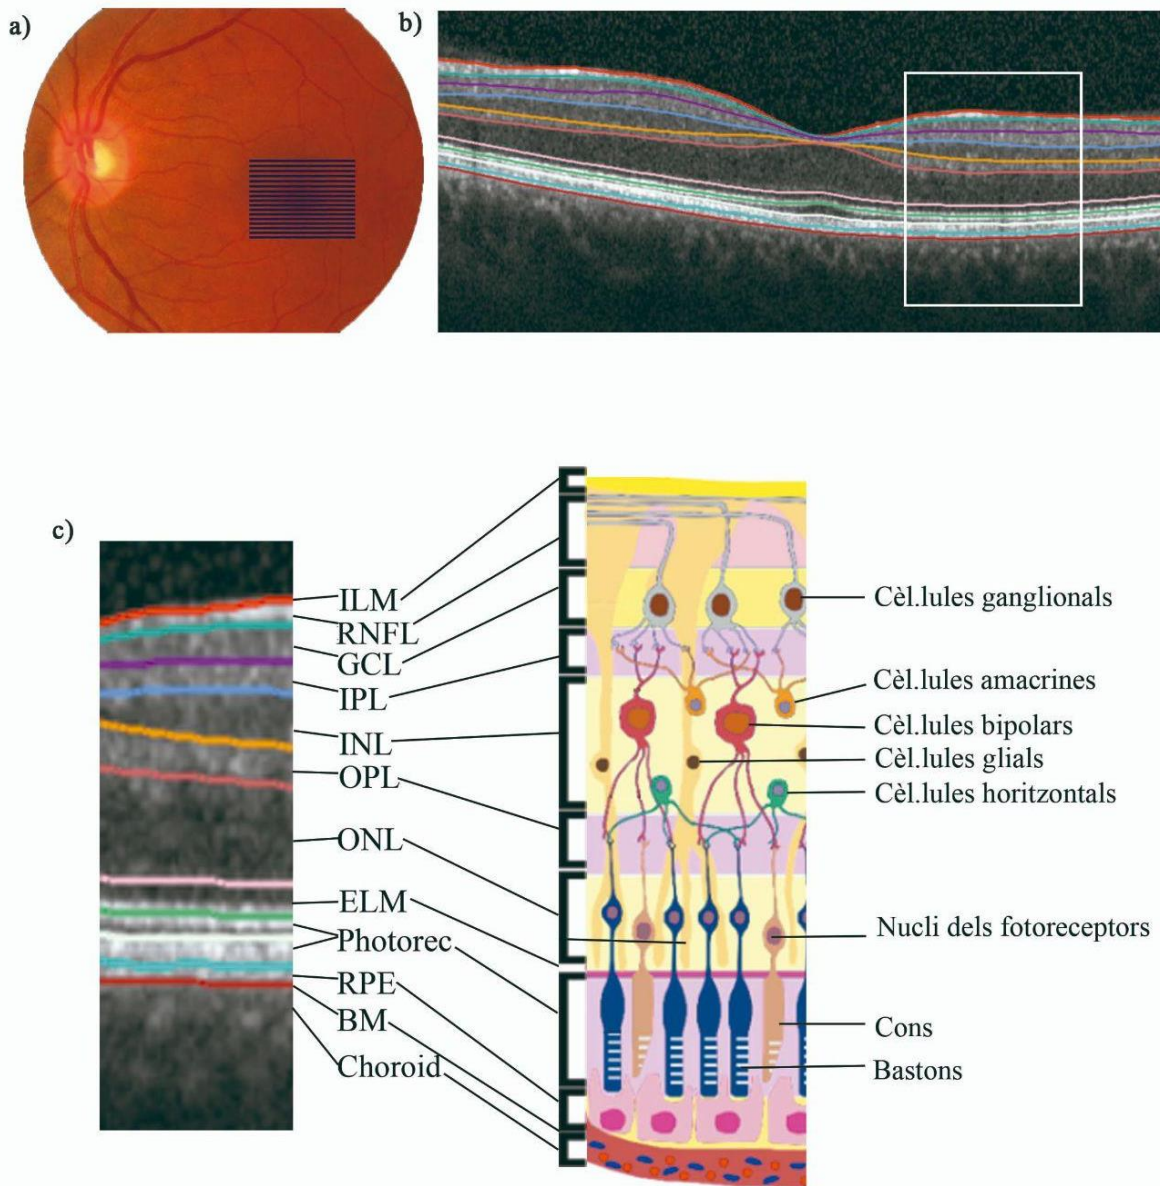 a)
b)
c)
ILM
RNFL
GCL
IPL
INL
OPL
ONL
ELM
Photorec
RPE
BM
Choroid
Cèl.lules ganglionals
Cèl.lules amacrines
Cèl.lules bipolars
Cèl.lules glials
Cèl.lules horitzontals
Nucli dels fotoreceptors
Cons
Bastons